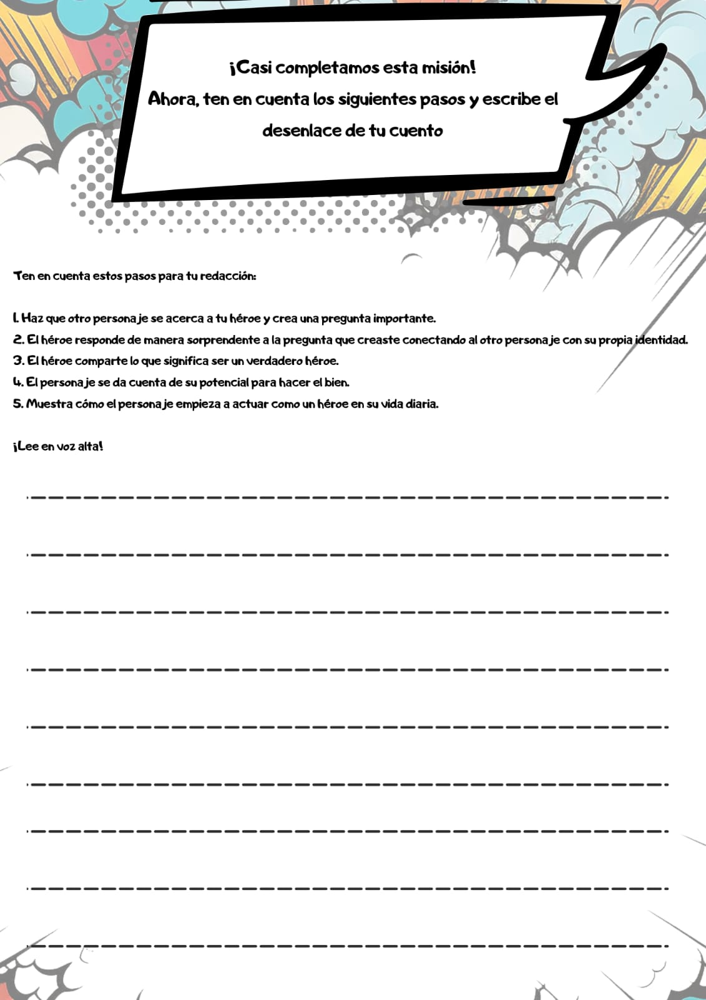 ¡Casi completamos esta misión!
Ahora, ten en cuenta los siguientes pasos y escribe el
desenlace de tu cuento
Ten en cuenta estos pasos para tu redacción:
1. Haz que otro personaje se acerca a tu héroe y crea una pregunta importante.
2. El héroe responde de manera sorprendente a la pregunta que creaste conectando al otro personaje con su propia identidad.
3. El héroe comparte lo que significa ser un verdadero héroe.
4. El personaje se da cuenta de su potencial para hacer el bien.
5. Muestra cómo el personaje empieza a actuar como un héroe en su vida diaria.
¡Lee en voz alta!